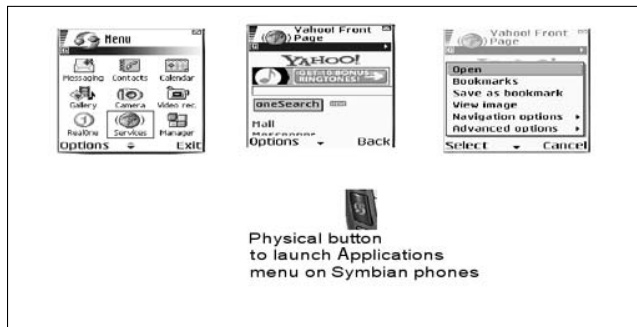 Menu
Messaging Contacts Calendar
Gallery Camera Video rec.
RealOne Services Manager
Options Exit
Yahoo! Front
Page
YAHOO!
GET 10 BONUS
RINGTONES!
oneSearch
Mail
Messenger
Options Back
Yahoo! Front
Page
Open
Bookmarks
Save as bookmark
View image
Navigation options
Advanced options
Select Cancel
Physical button
to launch Applications
menu on Symbian phones